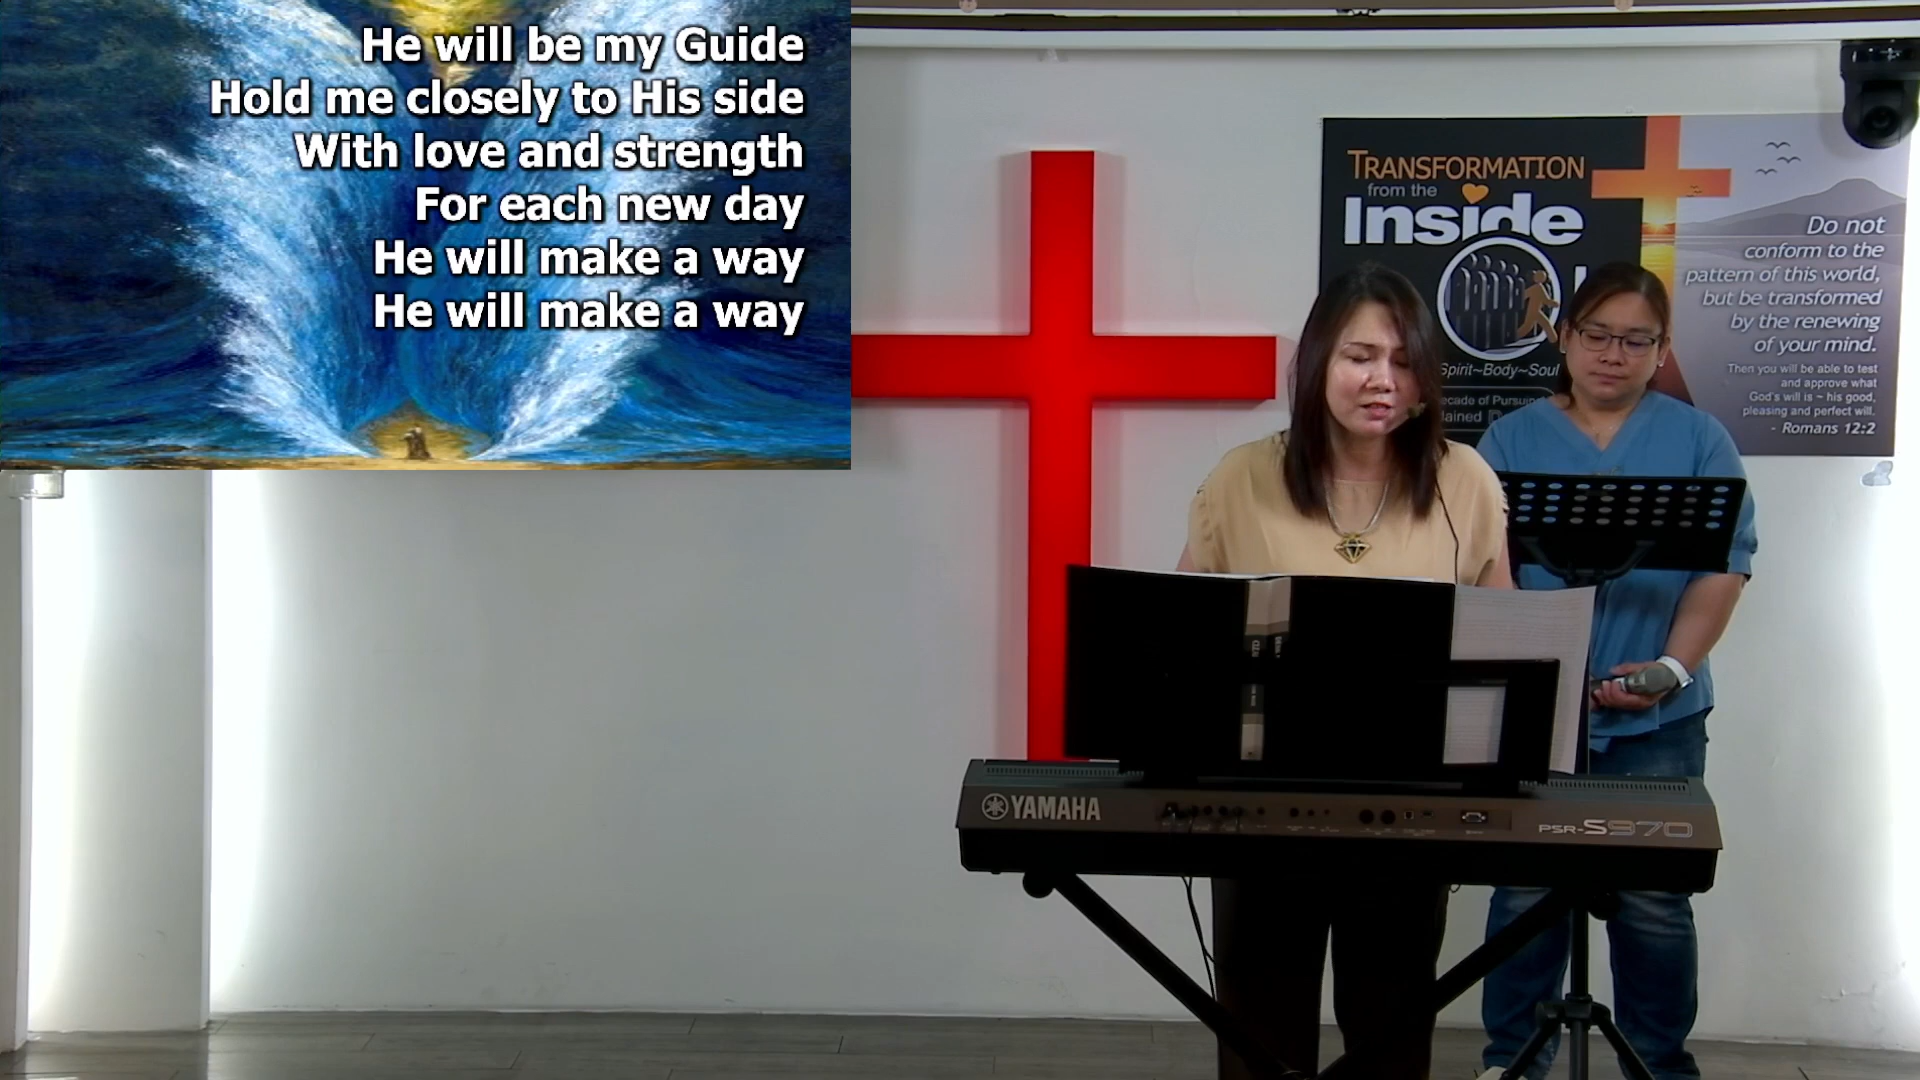 He will be my Guide
Hold me closely to His side
With love and strength
For each new day
He will make a way
He will make a way
TRANSFORMATION
from the
Inside
Spirit~Body~Soul
Do not
conform to the
pattern of this world,
but be transformed
by the renewing
of your mind.
Then you will be able to test
and approve what
God's will is ~ his good,
pleasing and perfect will.
- Romans 12:2
YAMAHA
PSR-S970